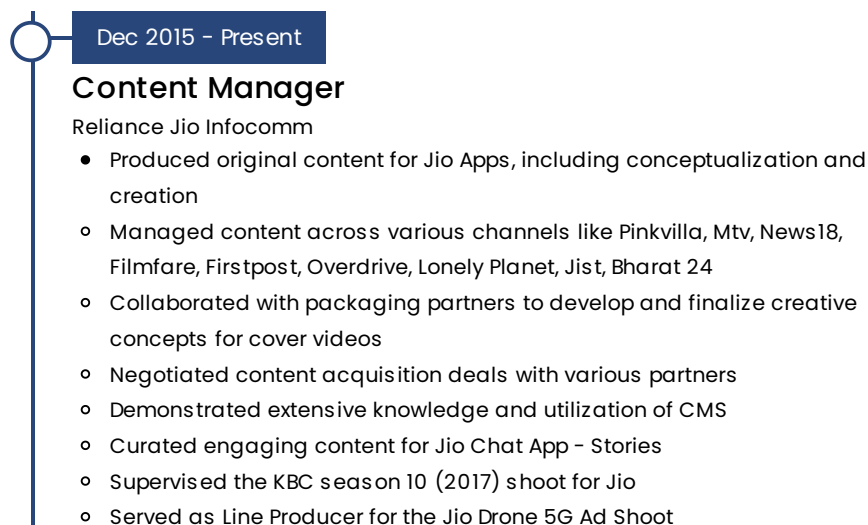 Dec 2015 - Present
Content Manager
Reliance Jio Infocomm
• Produced original content for Jio Apps, including conceptualization and
creation
◦ Managed content across various channels like Pinkvilla, Mtv, News18,
Filmfare, Firstpost, Overdrive, Lonely Planet, Jist, Bharat 24
◦ Collaborated with packaging partners to develop and finalize creative
concepts for cover videos
◦ Negotiated content acquisition deals with various partners
◦ Demonstrated extensive knowledge and utilization of CMS
◦ Curated engaging content for Jio Chat App - Stories
◦ Supervised the KBC season 10 (2017) shoot for Jio
◦ Served as Line Producer for the Jio Drone 5G Ad Shoot